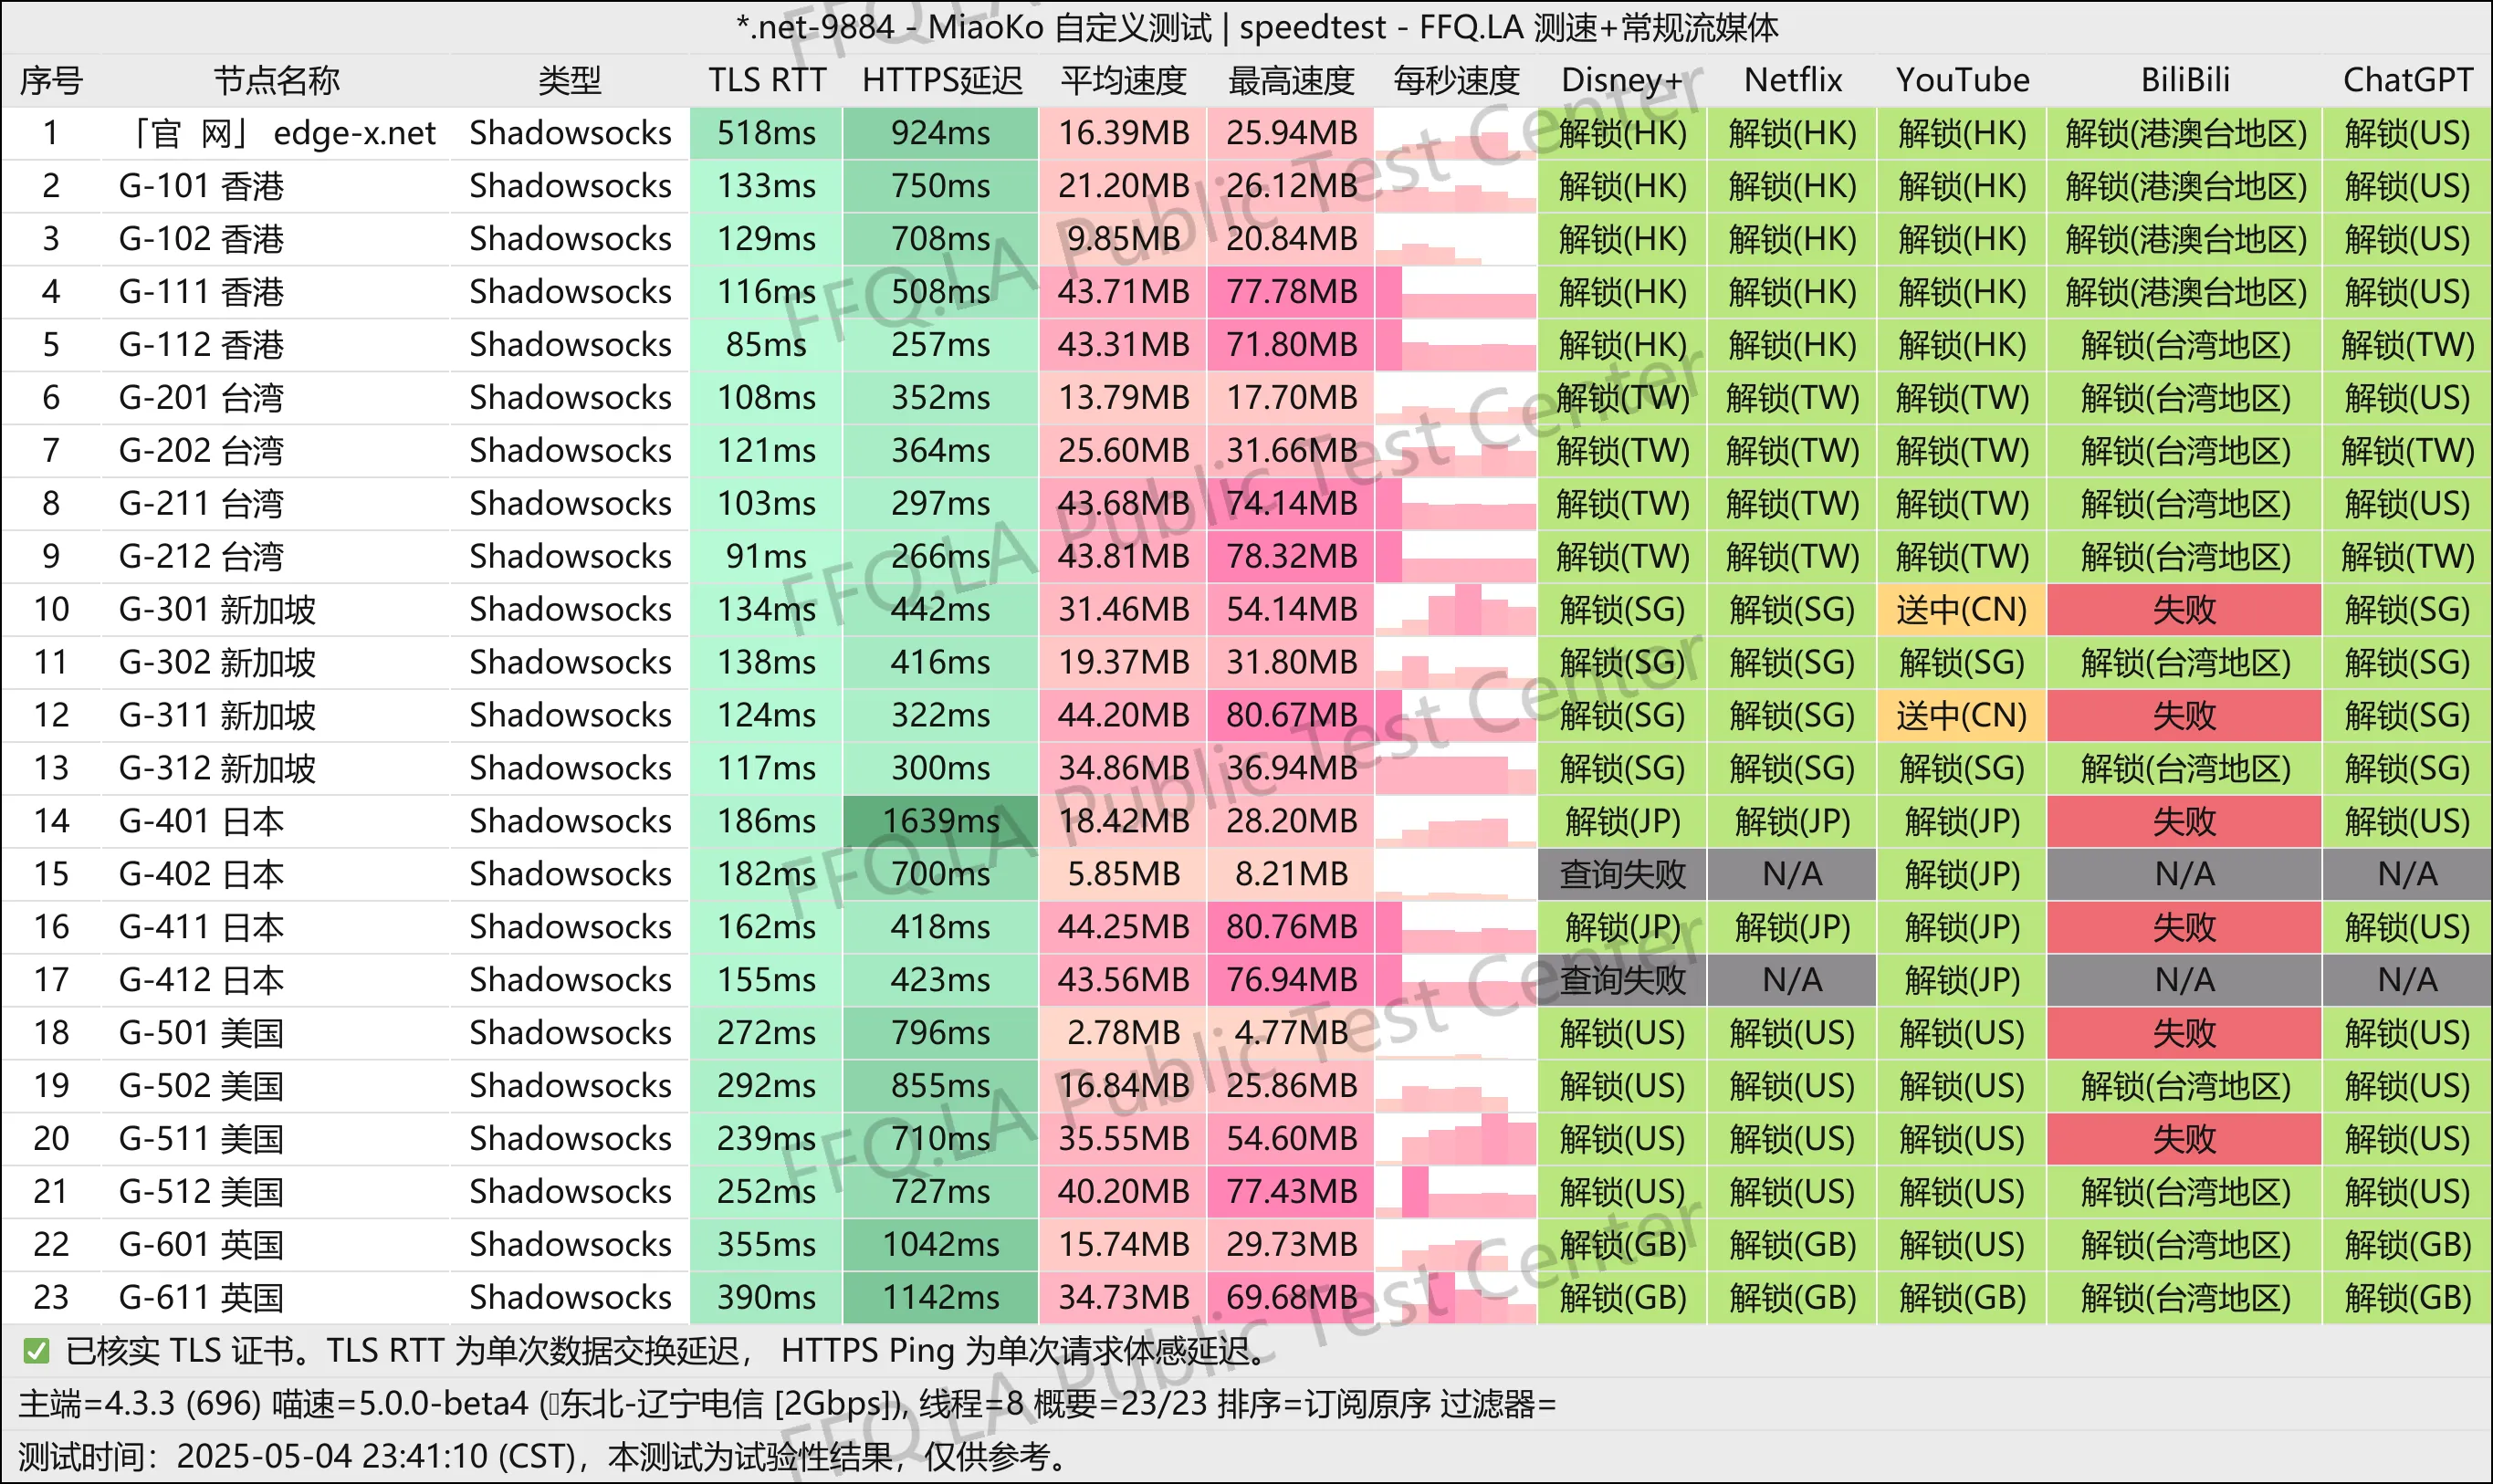 *.net-9884 - MiaoKo 自定义测试 | speedtest - FFQ.LA 测速+常规流媒体
序号 节点名称 类型 TLS RTT HTTPS延迟 平均速度 最高速度 每秒速度 Disney+ Netflix YouTube BiliBili ChatGPT
1 「官 网」 edge-x.net Shadowsocks 518ms 924ms 16.39MB 25.94MB 解锁(HK) 解锁(HK) 解锁(HK) 解锁(港澳台地区) 解锁(US)
2 G-101 香港 Shadowsocks 133ms 750ms 21.20MB 26.12MB 解锁(HK) 解锁(HK) 解锁(HK) 解锁(港澳台地区) 解锁(US)
3 G-102 香港 Shadowsocks 129ms 708ms 9.85MB 20.84MB 解锁(HK) 解锁(HK) 解锁(HK) 解锁(港澳台地区) 解锁(US)
4 G-111 香港 Shadowsocks 116ms 508ms 43.71MB 77.78MB 解锁(HK) 解锁(HK) 解锁(HK) 解锁(港澳台地区) 解锁(US)
5 G-112 香港 Shadowsocks 85ms 257ms 43.31MB 71.80MB 解锁(HK) 解锁(HK) 解锁(HK) 解锁(台湾地区) 解锁(TW)
6 G-201 台湾 Shadowsocks 108ms 352ms 13.79MB 17.70MB 解锁(TW) 解锁(TW) 解锁(TW) 解锁(台湾地区) 解锁(US)
7 G-202 台湾 Shadowsocks 121ms 364ms 25.60MB 31.66MB 解锁(TW) 解锁(TW) 解锁(TW) 解锁(台湾地区) 解锁(TW)
8 G-211 台湾 Shadowsocks 103ms 297ms 43.68MB 74.14MB 解锁(TW) 解锁(TW) 解锁(TW) 解锁(台湾地区) 解锁(US)
9 G-212 台湾 Shadowsocks 91ms 266ms 43.81MB 78.32MB 解锁(TW) 解锁(TW) 解锁(TW) 解锁(台湾地区) 解锁(TW)
10 G-301 新加坡 Shadowsocks 134ms 442ms 31.46MB 54.14MB 解锁(SG) 解锁(SG) 送中(CN) 失败 解锁(SG)
11 G-302 新加坡 Shadowsocks 138ms 416ms 19.37MB 31.80MB 解锁(SG) 解锁(SG) 解锁(SG) 解锁(台湾地区) 解锁(SG)
12 G-311 新加坡 Shadowsocks 124ms 322ms 44.20MB 80.67MB 解锁(SG) 解锁(SG) 送中(CN) 失败 解锁(SG)
13 G-312 新加坡 Shadowsocks 117ms 300ms 34.86MB 36.94MB 解锁(SG) 解锁(SG) 解锁(SG) 解锁(台湾地区) 解锁(SG)
14 G-401 日本 Shadowsocks 186ms 1639ms 18.42MB 28.20MB 解锁(JP) 解锁(JP) 解锁(JP) 失败 解锁(US)
15 G-402 日本 Shadowsocks 182ms 700ms 5.85MB 8.21MB 查询失败 N/A 解锁(JP) N/A N/A
16 G-411 日本 Shadowsocks 162ms 418ms 44.25MB 80.76MB 解锁(JP) 解锁(JP) 解锁(JP) 失败 解锁(US)
17 G-412 日本 Shadowsocks 155ms 423ms 43.56MB 76.94MB 查询失败 N/A 解锁(JP) N/A N/A
18 G-501 美国 Shadowsocks 272ms 796ms 2.78MB 4.77MB 解锁(US) 解锁(US) 解锁(US) 失败 解锁(US)
19 G-502 美国 Shadowsocks 292ms 855ms 16.84MB 25.86MB 解锁(US) 解锁(US) 解锁(US) 解锁(台湾地区) 解锁(US)
20 G-511 美国 Shadowsocks 239ms 710ms 35.55MB 54.60MB 解锁(US) 解锁(US) 解锁(US) 失败 解锁(US)
21 G-512 美国 Shadowsocks 252ms 727ms 40.20MB 77.43MB 解锁(US) 解锁(US) 解锁(US) 解锁(台湾地区) 解锁(US)
22 G-601 英国 Shadowsocks 355ms 1042ms 15.74MB 29.73MB 解锁(GB) 解锁(GB) 解锁(US) 解锁(台湾地区) 解锁(GB)
23 G-611 英国 Shadowsocks 390ms 1142ms 34.73MB 69.68MB 解锁(GB) 解锁(GB) 解锁(GB) 解锁(台湾地区) 解锁(GB)
✅ 已核实 TLS 证书。TLS RTT 为单次数据交换延迟， HTTPS Ping 为单次请求体感延迟。
主端=4.3.3 (696) 喵速=5.0.0-beta4 (▯东北-辽宁电信 [2Gbps]), 线程=8 概要=23/23 排序=订阅原序 过滤器=
测试时间：2025-05-04 23:41:10 (CST)，本测试为试验性结果，仅供参考。
FFQ.LA Public Test Center
FFQ.LA Public Test Center
FFQ.LA Public Test Center
FFQ.LA Public Test Center
FFQ.LA Public Test Center